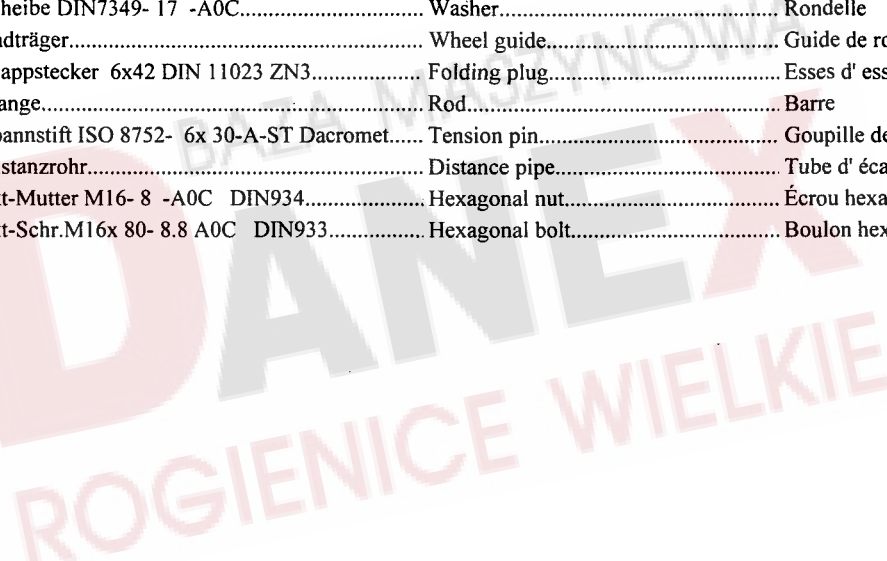 heibe DIN7349- 17 -A0C........................................ Washer............................................................ Rondelle
dträger........................................................................ Wheel guide.................................................. Guide de ro
appstecker 6x42 DIN 11023 ZN3.................... Folding plug................................................. Esses d' ess
ange............................................................................ Rod................................................................... Barre
pannstift ISO 8752- 6x 30-A-ST Dacromet...... Tension pin.................................................... Goupille de
stanzrohr.................................................................... Distance pipe................................................ Tube d' éca
t-Mutter M16- 8 -A0C DIN934....................... Hexagonal nut.............................................. Écrou hexa
t-Schr.M16x 80- 8.8 A0C DIN933.................. Hexagonal bolt............................................. Boulon hex
BAZA MASZYNOWA
DANEX
ROGIENICE WIELKIE